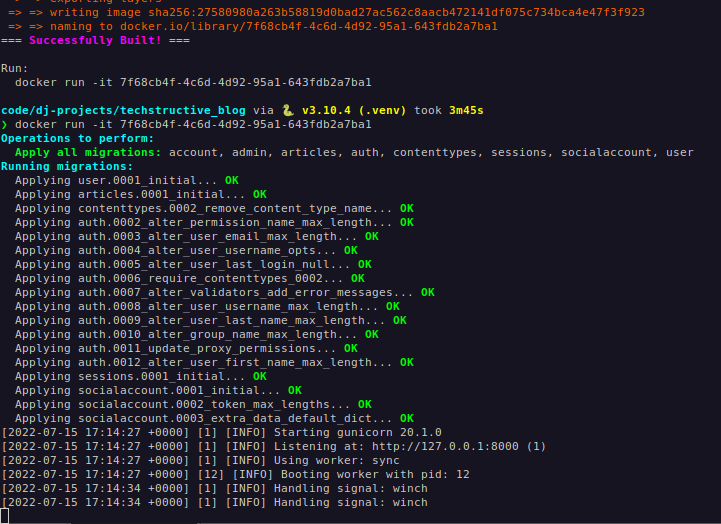 => => writing image sha256:27580980a263b58819d0bad27ac562c8aacb472141df075c734bca4e47f3f923
=> => naming to docker.io/library/7f68cb4f-4c6d-4d92-95a1-643fdb2a7ba1
=== Successfully Built! ===
Run:
docker run -it 7f68cb4f-4c6d-4d92-95a1-643fdb2a7ba1
code/dj-projects/techstructive_blog via 🐍 v3.10.4 (.venv) took 3m45s
❯ docker run -it 7f68cb4f-4c6d-4d92-95a1-643fdb2a7ba1
Operations to perform:
Apply all migrations: account, admin, articles, auth, contenttypes, sessions, socialaccount, user
Running migrations:
Applying user.0001_initial... OK
Applying articles.0001_initial... OK
Applying contenttypes.0002_remove_content_type_name... OK
Applying auth.0002_alter_permission_name_max_length... OK
Applying auth.0003_alter_user_email_max_length... OK
Applying auth.0004_alter_user_username_opts... OK
Applying auth.0005_alter_user_last_login_null... OK
Applying auth.0006_require_contenttypes_0002... OK
Applying auth.0007_alter_validators_add_error_messages... OK
Applying auth.0008_alter_user_username_max_length... OK
Applying auth.0009_alter_user_last_name_max_length... OK
Applying auth.0010_alter_group_name_max_length... OK
Applying auth.0011_update_proxy_permissions... OK
Applying auth.0012_alter_user_first_name_max_length... OK
Applying sessions.0001_initial... OK
Applying socialaccount.0001_initial... OK
Applying socialaccount.0002_token_max_lengths... OK
Applying socialaccount.0003_extra_data_default_dict... OK
[2022-07-15 17:14:27 +0000] [1] [INFO] Starting gunicorn 20.1.0
[2022-07-15 17:14:27 +0000] [1] [INFO] Listening at: http://127.0.0.1:8000 (1)
[2022-07-15 17:14:27 +0000] [1] [INFO] Using worker: sync
[2022-07-15 17:14:27 +0000] [12] [INFO] Booting worker with pid: 12
[2022-07-15 17:14:34 +0000] [1] [INFO] Handling signal: winch
[2022-07-15 17:14:34 +0000] [1] [INFO] Handling signal: winch